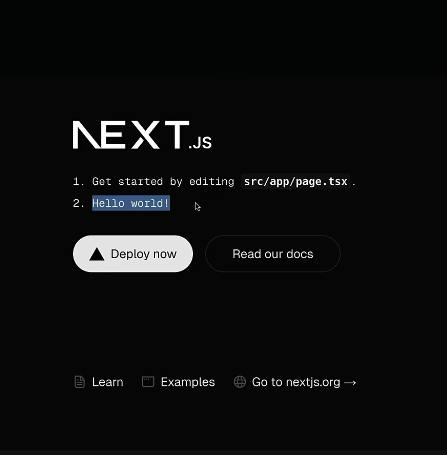 NEXT.JS
1. Get started by editing src/app/page.tsx.
2. Hello world!
Deploy now
Read our docs
Learn
Examples
Go to nextjs.org →